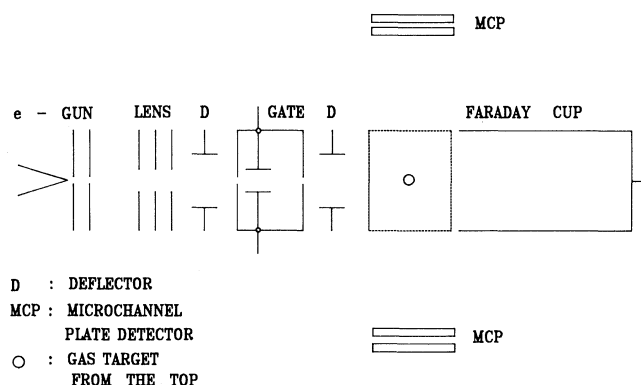 MCP
e - GUN LENS D GATE D FARADAY CUP
D : DEFLECTOR
MCP : MICROCHANNEL
PLATE DETECTOR
MCP
○ : GAS TARGET
FROM THE TOP